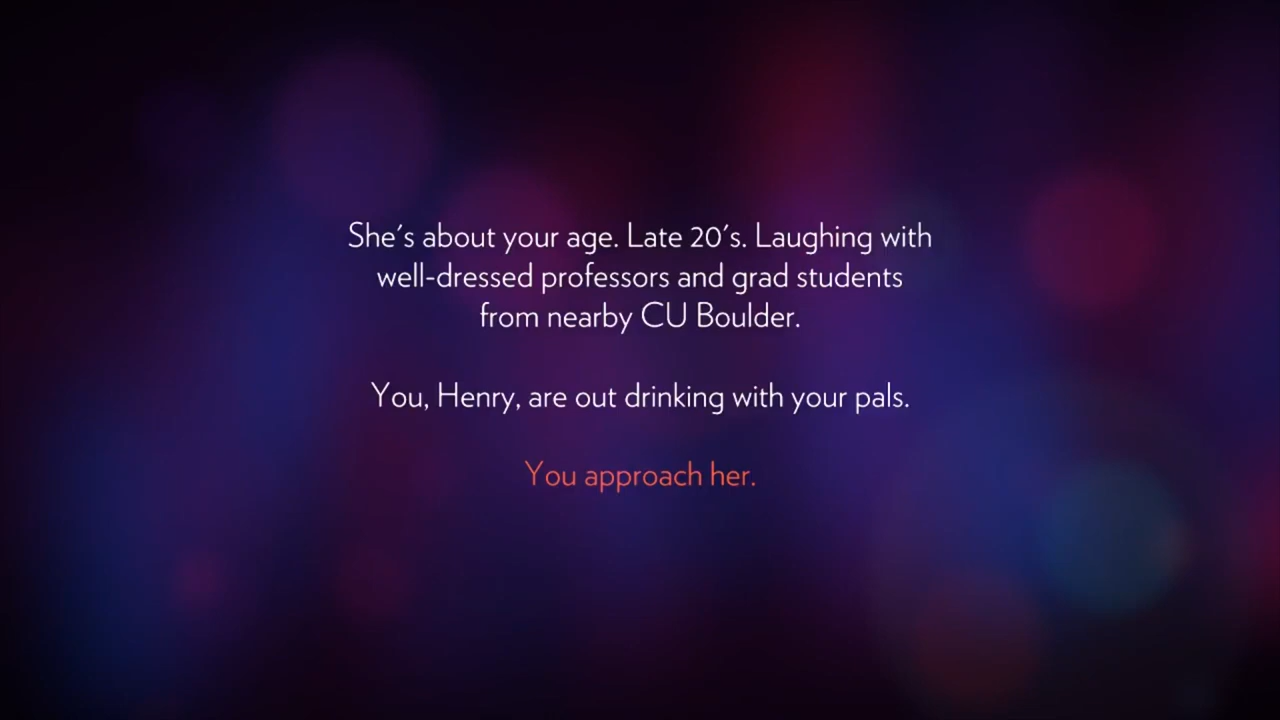 She's about your age. Late 20's. Laughing with
well-dressed professors and grad students
from nearby CU Boulder.
You, Henry, are out drinking with your pals.
You approach her.